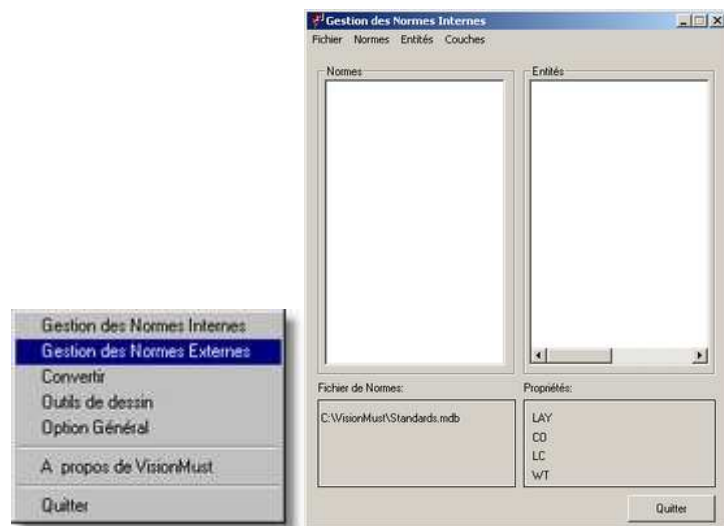 Gestion des Normes Internes
Gestion des Normes Externes
Convertir
Outils de dessin
Option Général
A propos de VisionMust
Quitter
Gestion des Normes Internes
Fichier Normes Entités Couches
Normes
Entités
Fichier de Normes:
C:\VisionMust\Standards.mdb
Propriétés:
LAY
CO
LC
WT
Quitter